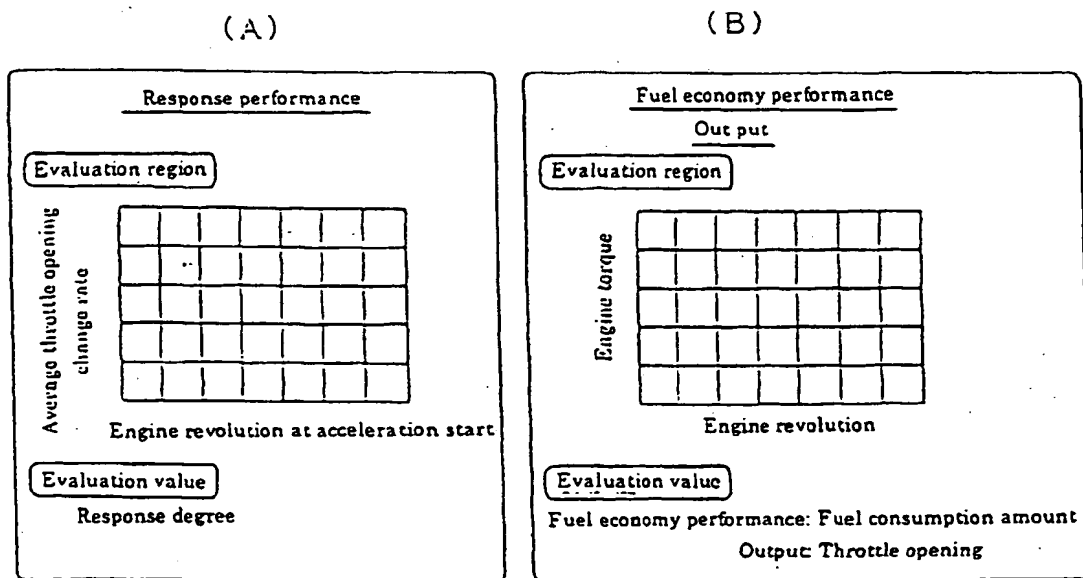 (A)
Response performance
Evaluation region
Average throttle opening
change rate
Engine revolution at acceleration start
Evaluation value
Response degree
(B)
Fuel economy performance
Out put
Evaluation region
Engine torque
Engine revolution
Evaluation value
Fuel economy performance: Fuel consumption amount
Output: Throttle opening